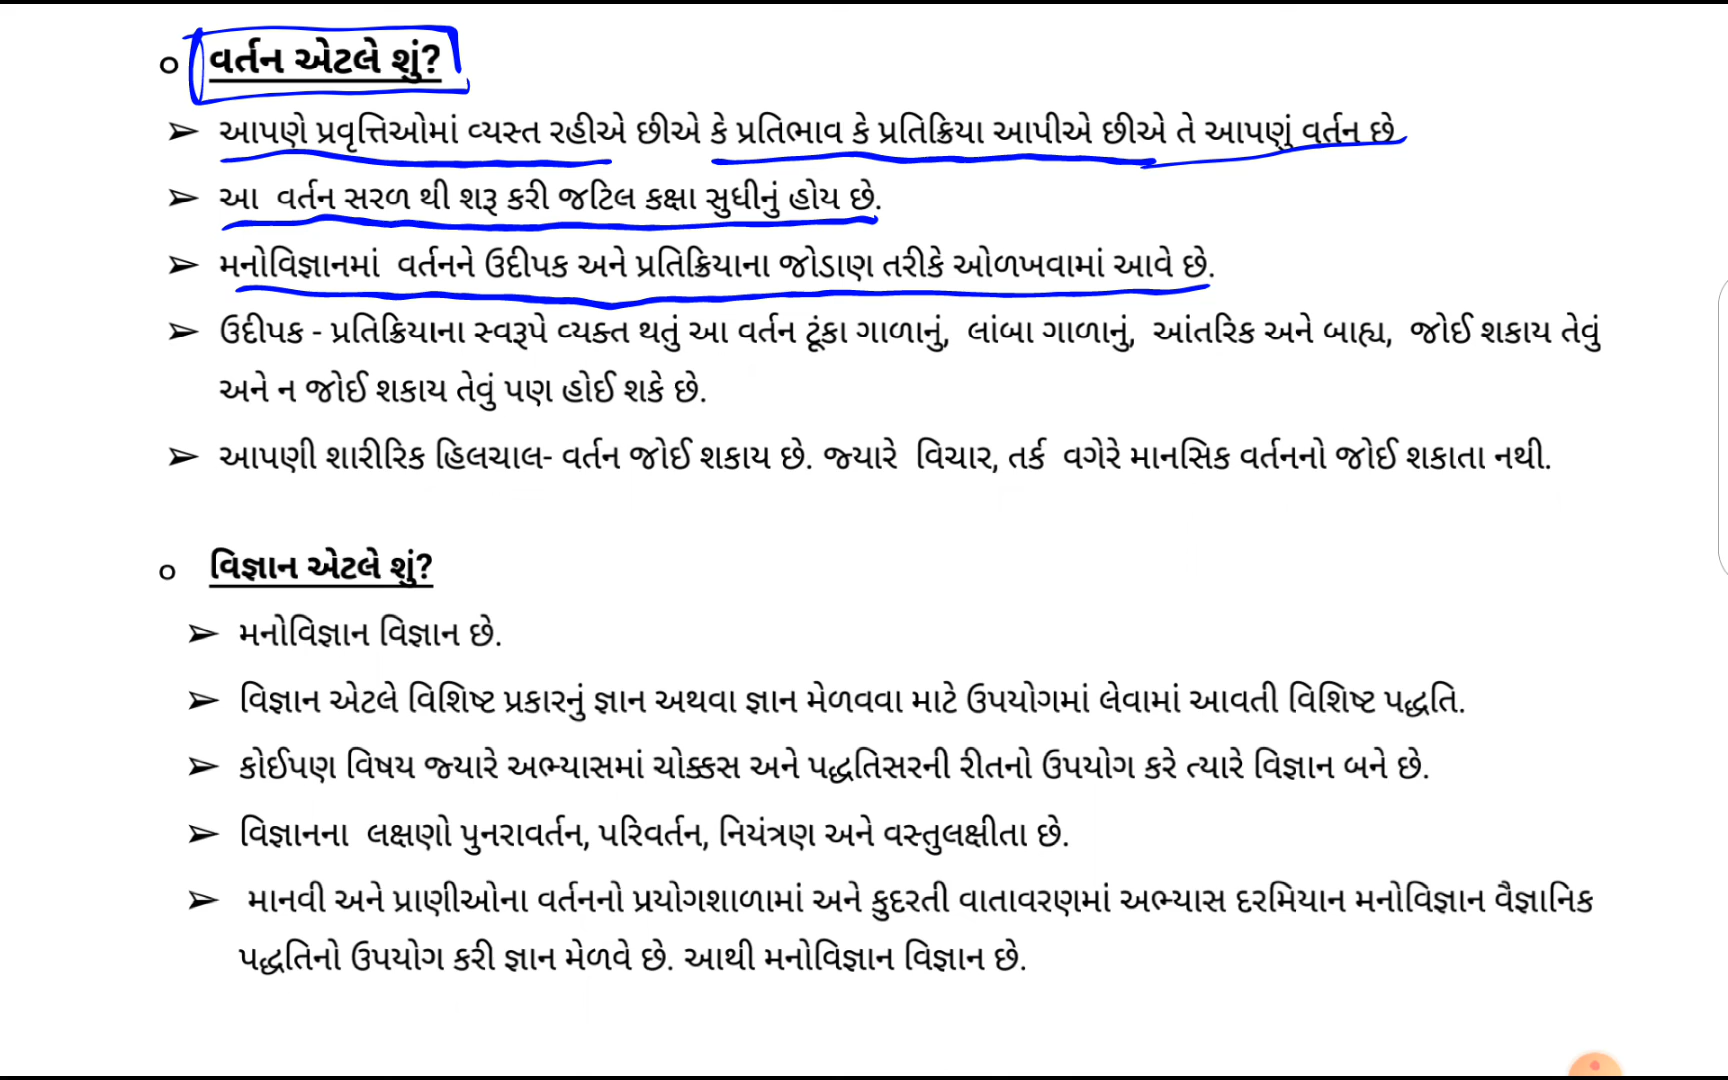 o વર્તન એટલે શું?
➢ આપણે પ્રવૃત્તિઓમાં વ્યસ્ત રહીએ છીએ કે પ્રતિભાવ કે પ્રતિક્રિયા આપીએ છીએ તે આપણું વર્તન છે
➢ આ વર્તન સરળ થી શરૂ કરી જટિલ કક્ષા સુધીનું હોય છે.
➢ મનોવિજ્ઞાનમાં વર્તનને ઉદીપક અને પ્રતિક્રિયાના જોડાણ તરીકે ઓળખવામાં આવે છે.
➢ ઉદીપક - પ્રતિક્રિયાના સ્વરૂપે વ્યક્ત થતું આ વર્તન ટૂંકા ગાળાનું, લાંબા ગાળાનું, આંતરિક અને બાહ્ય, જોઈ શકાય તેવું
અને ન જોઈ શકાય તેવું પણ હોઈ શકે છે.
➢ આપણી શારીરિક હિલચાલ- વર્તન જોઈ શકાય છે. જ્યારે વિચાર, તર્ક વગેરે માનસિક વર્તનનો જોઈ શકાતા નથી.
o વિજ્ઞાન એટલે શું?
➢ મનોવિજ્ઞાન વિજ્ઞાન છે.
➢ વિજ્ઞાન એટલે વિશિષ્ટ પ્રકારનું જ્ઞાન અથવા જ્ઞાન મેળવવા માટે ઉપયોગમાં લેવામાં આવતી વિશિષ્ટ પદ્ધતિ.
➢ કોઈપણ વિષય જ્યારે અભ્યાસમાં ચોક્કસ અને પદ્ધતિસરની રીતનો ઉપયોગ કરે ત્યારે વિજ્ઞાન બને છે.
➢ વિજ્ઞાનના લક્ષણો પુનરાવર્તન, પરિવર્તન, નિયંત્રણ અને વસ્તુલક્ષીતા છે.
➢ માનવી અને પ્રાણીઓના વર્તનનો પ્રયોગશાળામાં અને કુદરતી વાતાવરણમાં અભ્યાસ દરમિયાન મનોવિજ્ઞાન વૈજ્ઞાનિક
પદ્ધતિનો ઉપયોગ કરી જ્ઞાન મેળવે છે. આથી મનોવિજ્ઞાન વિજ્ઞાન છે.